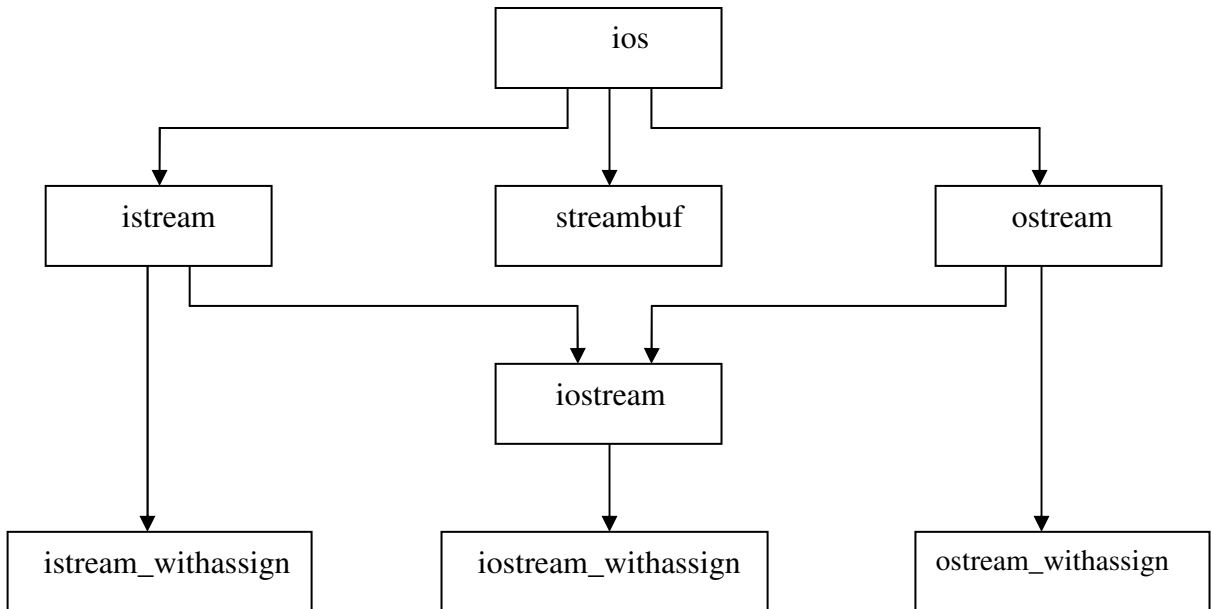 ios
istream
streambuf
ostream
iostream
istream_withassign
iostream_withassign
ostream_withassign